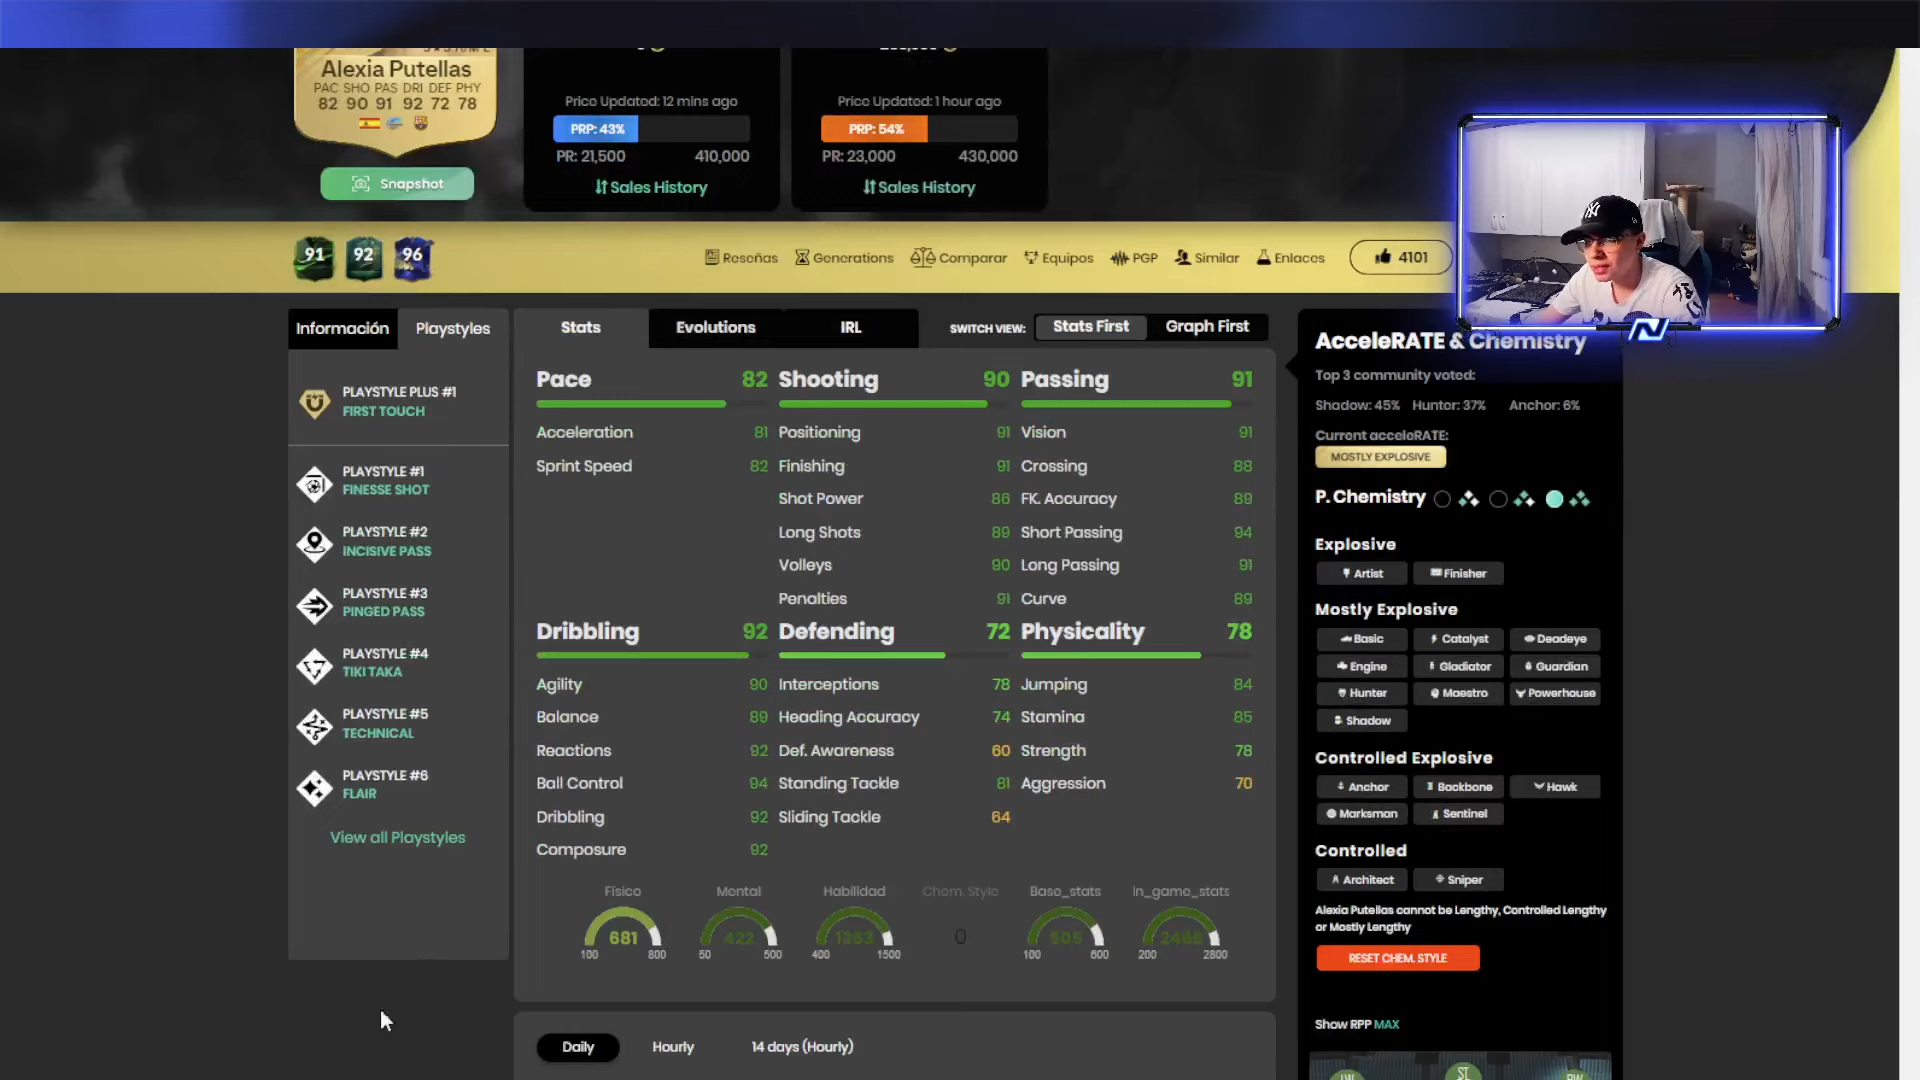 Alexia Putellas
PAC SHO PAS DRI DEF PHY
82 90 91 92 72 78
Snapshot
Price Updated: 12 mins ago
PRP: 43%
PR: 21,500 410,000
Sales History
Price Updated: 1 hour ago
PRP: 54%
PR: 23,000 430,000
Sales History
91 92 96
Reseñas Generations Comparar Equipos PGP Similar Enlaces 4101
Información Playstyles
PLAYSTYLE PLUS #1
FIRST TOUCH
PLAYSTYLE #1
FINESSE SHOT
PLAYSTYLE #2
INCISIVE PASS
PLAYSTYLE #3
PINGED PASS
PLAYSTYLE #4
TIKI TAKA
PLAYSTYLE #5
TECHNICAL
PLAYSTYLE #6
FLAIR
View all Playstyles
Stats Evolutions IRL SWITCH VIEW: Stats First Graph First
Pace 82
Acceleration 81
Sprint Speed 82
Shooting 90
Positioning 91
Finishing 91
Shot Power 86
Long Shots 89
Volleys 90
Penalties 91
Passing 91
Vision 91
Crossing 88
FK. Accuracy 89
Short Passing 94
Long Passing 91
Curve 89
Dribbling 92
Agility 90
Balance 89
Reactions 92
Ball Control 94
Dribbling 92
Composure 92
Defending 72
Interceptions 78
Heading Accuracy 74
Def. Awareness 60
Standing Tackle 81
Sliding Tackle 64
Physicality 78
Jumping 84
Stamina 85
Strength 78
Aggression 70
Físico Mental Habilidad Chem. Style Base_stats In_game_stats
681 422 1363 0 505 2466
100 800 50 500 400 1500 100 600 200 2800
Daily Hourly 14 days (Hourly)
AcceleRATE & Chemistry
Top 3 community voted:
Shadow: 45% Hunter: 37% Anchor: 6%
Current acceleRATE:
MOSTLY EXPLOSIVE
P. Chemistry
Explosive
Artist Finisher
Mostly Explosive
Basic Catalyst Deadeye
Engine Gladiator Guardian
Hunter Maestro Powerhouse
Shadow
Controlled Explosive
Anchor Backbone Hawk
Marksman Sentinel
Controlled
Architect Sniper
Alexia Putellas cannot be Lengthy, Controlled Lengthy
or Mostly Lengthy
RESET CHEM. STYLE
Show RPP MAX
ST